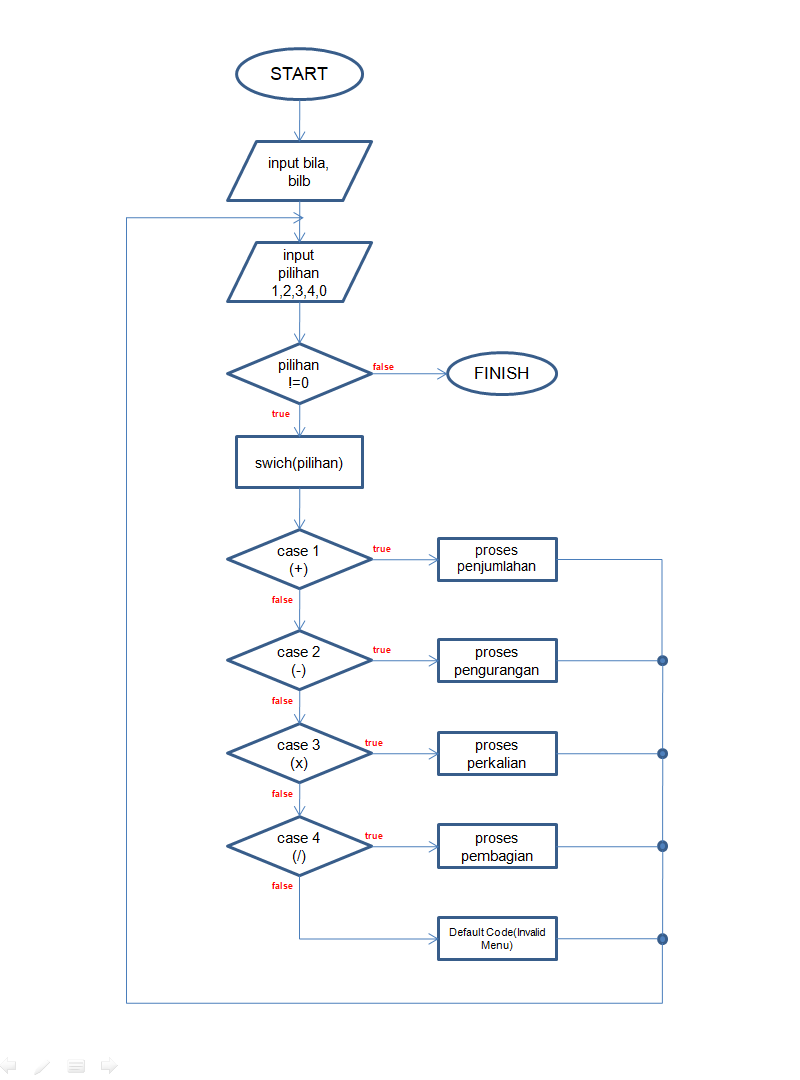 START
input bila,
bilb
input
pilihan
1,2,3,4,0
pilihan
!=0
false
FINISH
true
swich(pilihan)
case 1
(+)
true
proses
penjumlahan
false
case 2
(-)
true
proses
pengurangan
false
case 3
(x)
true
proses
perkalian
false
case 4
(/)
true
proses
pembagian
false
Default Code(Invalid
Menu)